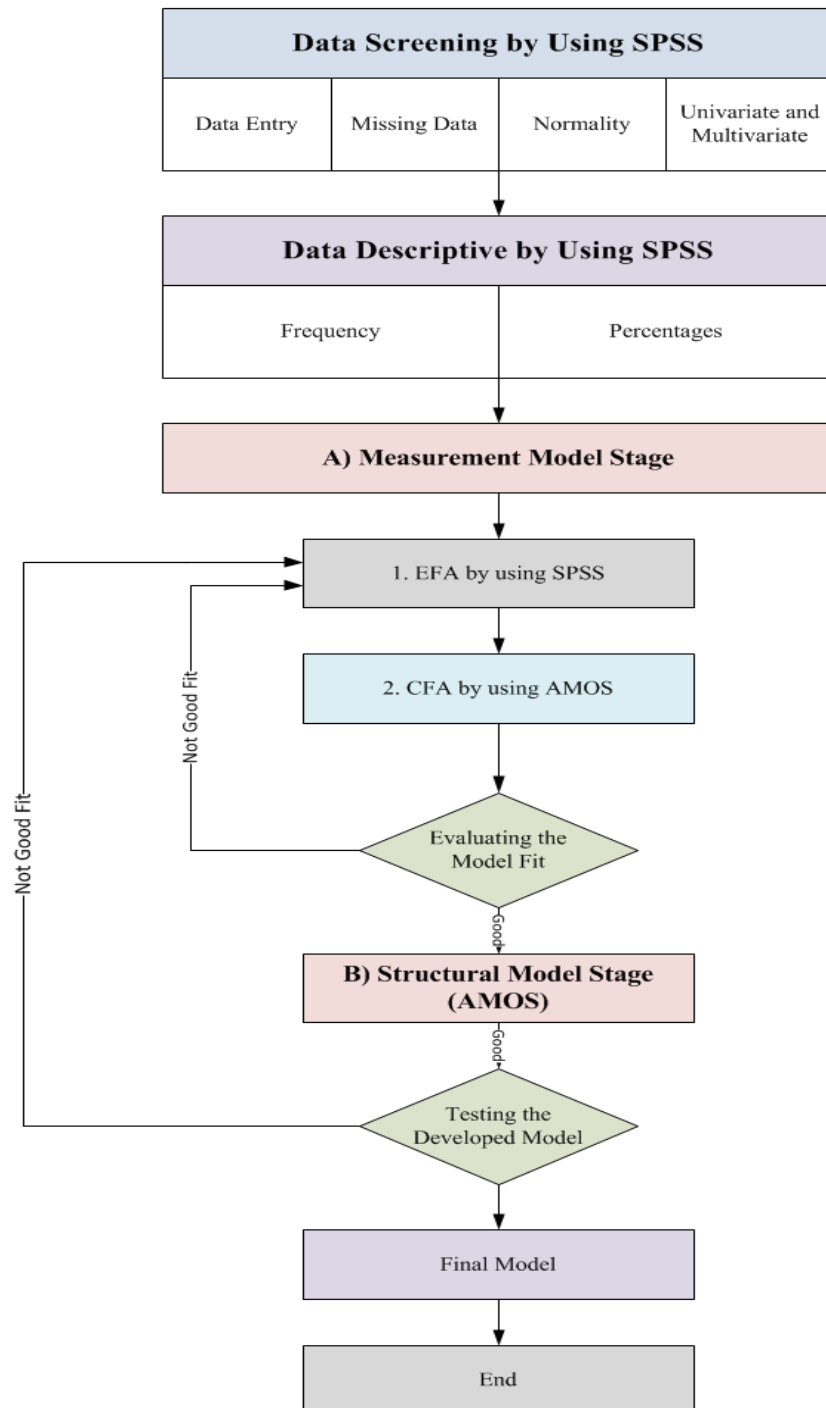 Data Screening by Using SPSS
Data Entry
Missing Data
Normality
Univariate and
Multivariate
Data Descriptive by Using SPSS
Frequency
Percentages
A) Measurement Model Stage
1. EFA by using SPSS
2. CFA by using AMOS
Not Good Fit
Not Good Fit
Evaluating the
Model Fit
Good
B) Structural Model Stage
(AMOS)
Good
Testing the
Developed Model
Final Model
End